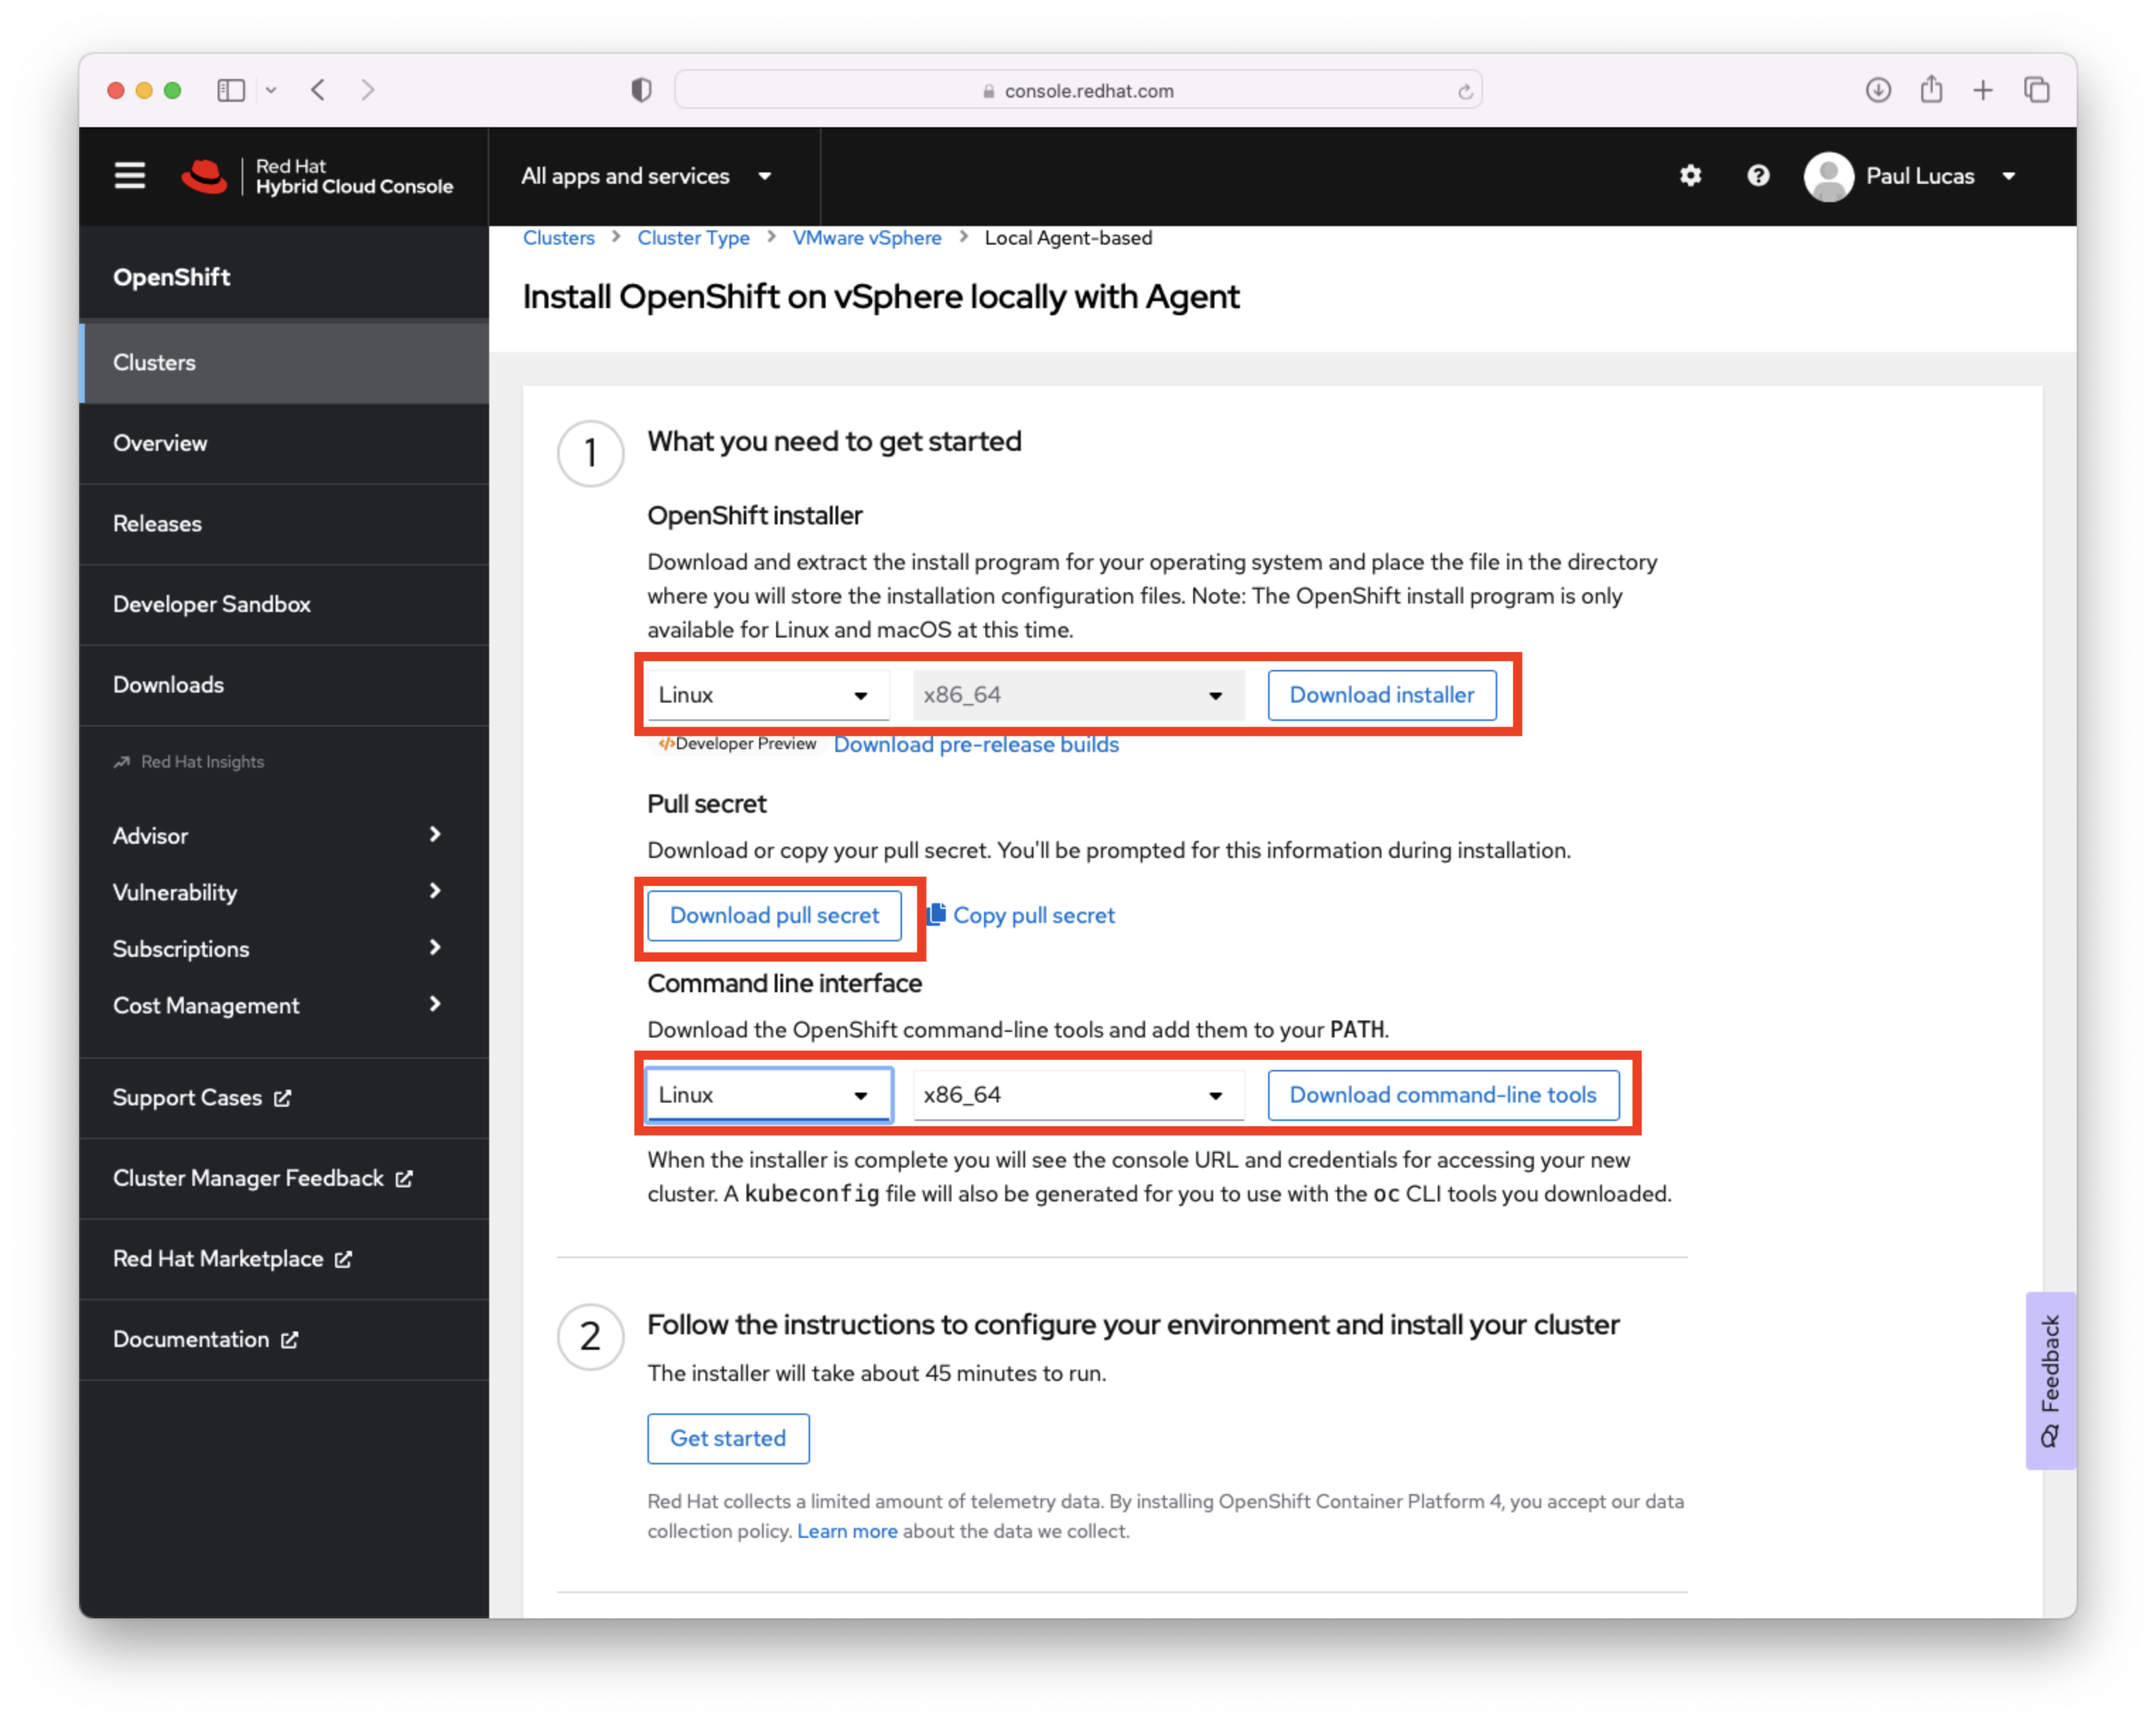 console.redhat.com
Red Hat
Hybrid Cloud Console
All apps and services
Paul Lucas
OpenShift
Clusters
Overview
Releases
Developer Sandbox
Downloads
Red Hat Insights
Advisor
Vulnerability
Subscriptions
Cost Management
Support Cases
Cluster Manager Feedback
Red Hat Marketplace
Documentation
Clusters > Cluster Type > VMware vSphere > Local Agent-based
Install OpenShift on vSphere locally with Agent
1 What you need to get started
OpenShift installer
Download and extract the install program for your operating system and place the file in the directory
where you will store the installation configuration files. Note: The OpenShift install program is only
available for Linux and macOS at this time.
Linux x86_64 Download installer
</>Developer Preview Download pre-release builds
Pull secret
Download or copy your pull secret. You'll be prompted for this information during installation.
Download pull secret Copy pull secret
Command line interface
Download the OpenShift command-line tools and add them to your PATH.
Linux x86_64 Download command-line tools
When the installer is complete you will see the console URL and credentials for accessing your new
cluster. A kubeconfig file will also be generated for you to use with the oc CLI tools you downloaded.
2 Follow the instructions to configure your environment and install your cluster
The installer will take about 45 minutes to run.
Get started
Red Hat collects a limited amount of telemetry data. By installing OpenShift Container Platform 4, you accept our data
collection policy. Learn more about the data we collect.
Feedback